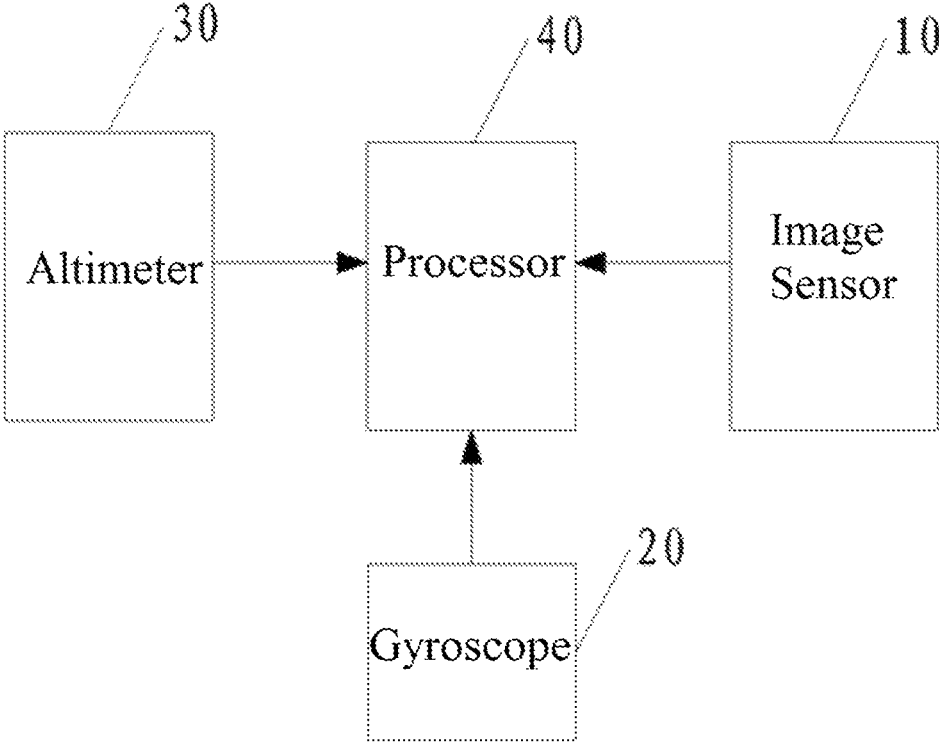 30
40
10
Altimeter
Processor
Image
Sensor
20
Gyroscope